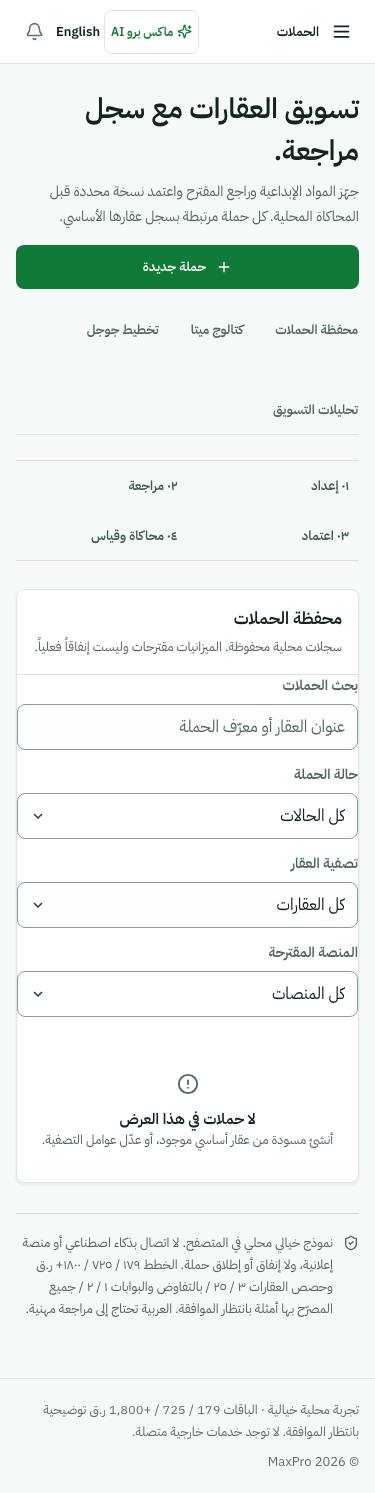 الحملات
ماكس برو AI
English
تسويق العقارات مع سجل
مراجعة.
جهّز المواد الإبداعية وراجع المقترح واعتمد نسخة محددة قبل
المحاكاة المحلية. كل حملة مرتبطة بسجل عقارها الأساسي.
حملة جديدة
محفظة الحملات
كتالوج ميتا
تخطيط جوجل
تحليلات التسويق
٠١ إعداد
٠٢ مراجعة
٠٣ اعتماد
٠٤ محاكاة وقياس
محفظة الحملات
سجلات محلية محفوظة. الميزانيات مقترحات وليست إنفاقاً فعلياً.
بحث الحملات
عنوان العقار أو معرّف الحملة
حالة الحملة
كل الحالات
تصفية العقار
كل العقارات
المنصة المقترحة
كل المنصات
لا حملات في هذا العرض
أنشئ مسودة من عقار أساسي موجود، أو عدّل عوامل التصفية.
نموذج خيالي محلي في المتصفح. لا اتصال بذكاء اصطناعي أو منصة
إعلانية، ولا إنفاق أو إطلاق حملة. الخطط ١٧٩ / ٧٢٥ / ١٨٠٠+ ر.ق
وحصص العقارات ٣ / ٢٥ / بالتفاوض والبوابات ١ / ٢ / جميع
المصرّح بها أمثلة بانتظار الموافقة. العربية تحتاج إلى مراجعة مهنية.
تجربة محلية خيالية · الباقات 179 / 725 / +1,800 ر.ق توضيحية
بانتظار الموافقة. لا توجد خدمات خارجية متصلة.
© 2026 MaxPro